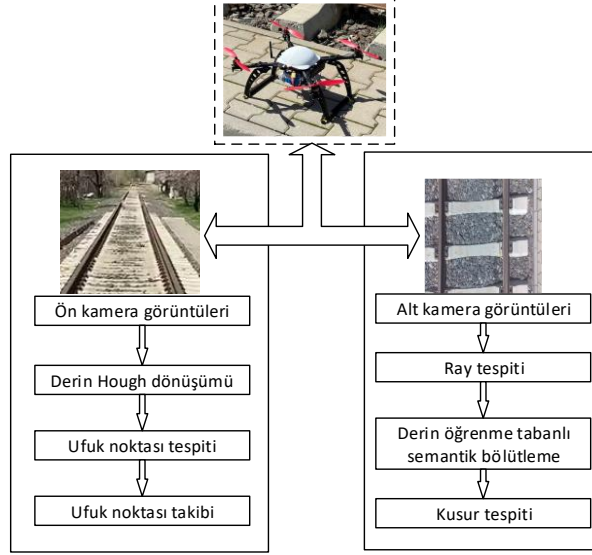 Ön kamera görüntüleri
Derin Hough dönüşümü
Ufuk noktası tespiti
Ufuk noktası takibi
Alt kamera görüntüleri
Ray tespiti
Derin öğrenme tabanlı
semantik bölütleme
Kusur tespiti